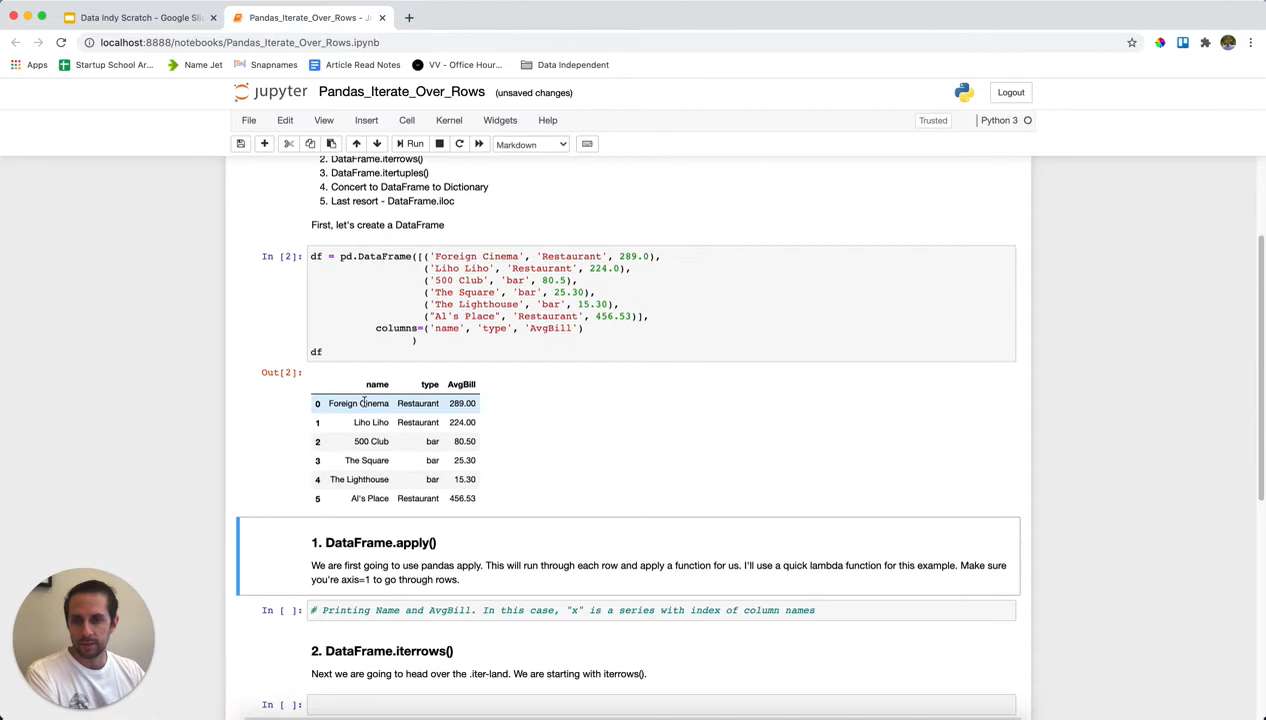 Data Indy Scratch - Google Slic
Pandas_Iterate_Over_Rows - Ju
localhost:8888/notebooks/Pandas_Iterate_Over_Rows.ipynb
Apps Startup School Ar... Name Jet Snapnames Article Read Notes VV - Office Hour... Data Independent
jupyter Pandas_Iterate_Over_Rows (unsaved changes) Logout
File Edit View Insert Cell Kernel Widgets Help Trusted Python 3
Run Markdown
2. DataFrame.iterrows()
3. DataFrame.itertuples()
4. Concert to DataFrame to Dictionary
5. Last resort - DataFrame.iloc
First, let's create a DataFrame
In [2]: df = pd.DataFrame([('Foreign Cinema', 'Restaurant', 289.0),
('Liho Liho', 'Restaurant', 224.0),
('500 Club', 'bar', 80.5),
('The Square', 'bar', 25.30),
('The Lighthouse', 'bar', 15.30),
("Al's Place", 'Restaurant', 456.53)],
columns=('name', 'type', 'AvgBill')
)
df
Out[2]:
name type AvgBill
0 Foreign Cinema Restaurant 289.00
1 Liho Liho Restaurant 224.00
2 500 Club bar 80.50
3 The Square bar 25.30
4 The Lighthouse bar 15.30
5 Al's Place Restaurant 456.53
1. DataFrame.apply()
We are first going to use pandas apply. This will run through each row and apply a function for us. I'll use a quick lambda function for this example. Make sure
you're axis=1 to go through rows.
In [ ]: # Printing Name and AvgBill. In this case, "x" is a series with index of column names
2. DataFrame.iterrows()
Next we are going to head over the .iter-land. We are starting with iterrows().
In [ ]: